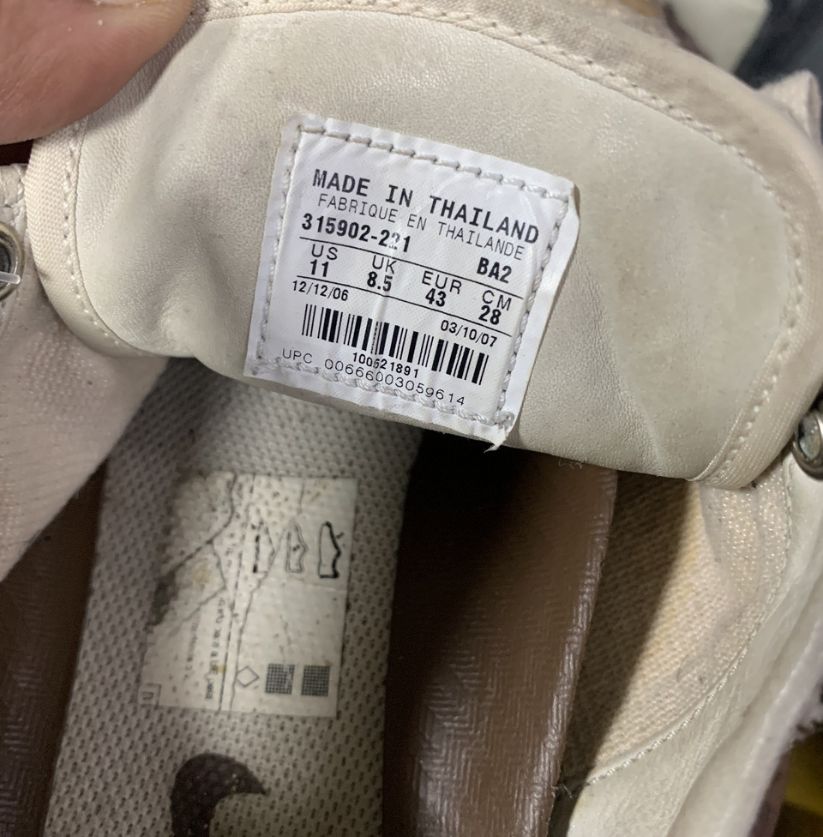 MADE IN THAILAND
FABRIQUE EN THAILANDE
315902-221 BA2
US UK EUR CM
11 8.5 43 28
12/12/06 03/10/07
100621891
UPC 00666003059614